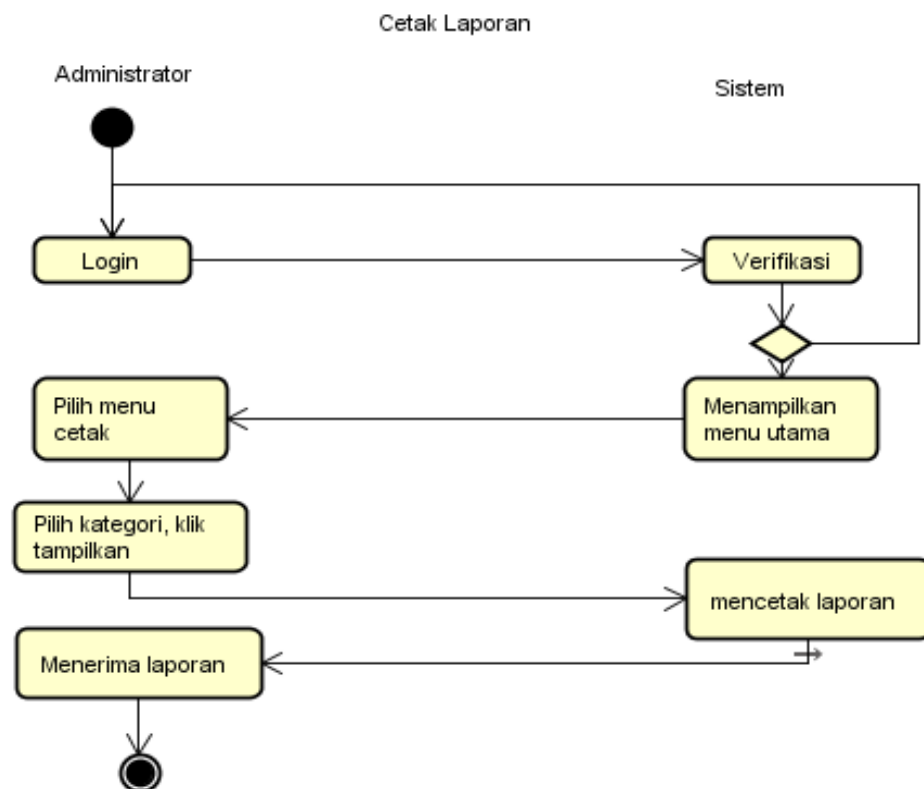 Cetak Laporan
Administrator
Sistem
Login
Verifikasi
Pilih menu
cetak
Menampilkan
menu utama
Pilih kategori, klik
tampilkan
mencetak laporan
Menerima laporan